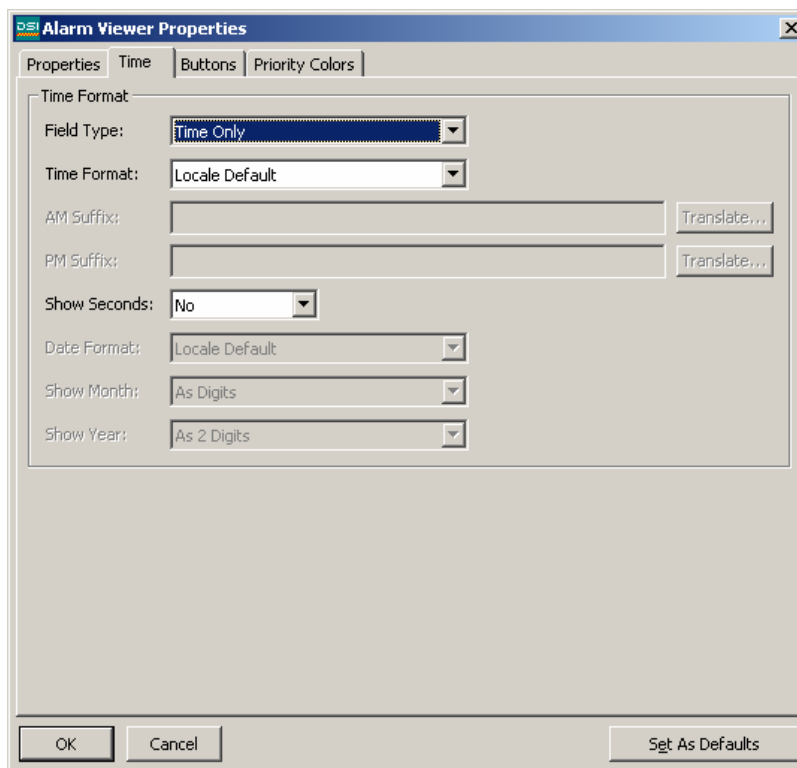 DSI Alarm Viewer Properties
Properties Time Buttons Priority Colors
Time Format
Field Type: Time Only
Time Format: Locale Default
AM Suffix: Translate...
PM Suffix: Translate...
Show Seconds: No
Date Format: Locale Default
Show Month: As Digits
Show Year: As 2 Digits
OK Cancel Set As Defaults